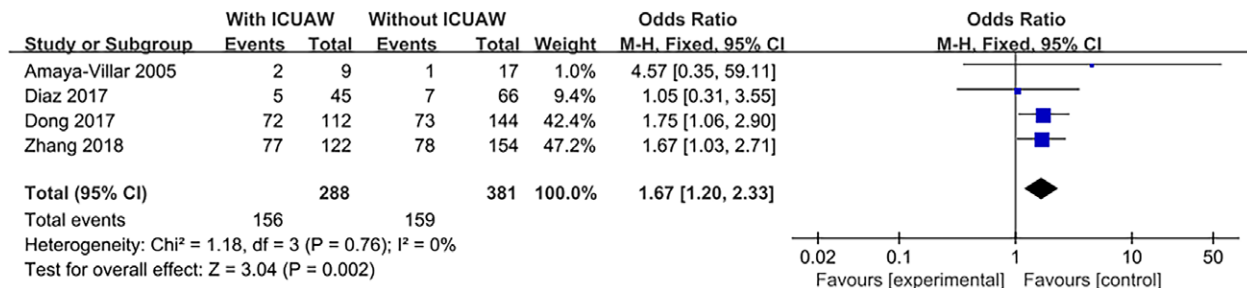 With ICUAW Without ICUAW Odds Ratio Odds Ratio
Study or Subgroup Events Total Events Total Weight M-H, Fixed, 95% CI M-H, Fixed, 95% CI
Amaya-Villar 2005 2 9 1 17 1.0% 4.57 [0.35, 59.11]
Diaz 2017 5 45 7 66 9.4% 1.05 [0.31, 3.55]
Dong 2017 72 112 73 144 42.4% 1.75 [1.06, 2.90]
Zhang 2018 77 122 78 154 47.2% 1.67 [1.03, 2.71]
Total (95% CI) 288 381 100.0% 1.67 [1.20, 2.33]
Total events 156 159
Heterogeneity: Chi² = 1.18, df = 3 (P = 0.76); I² = 0%
Test for overall effect: Z = 3.04 (P = 0.002)
0.02 0.1 1 10 50
Favours [experimental] Favours [control]